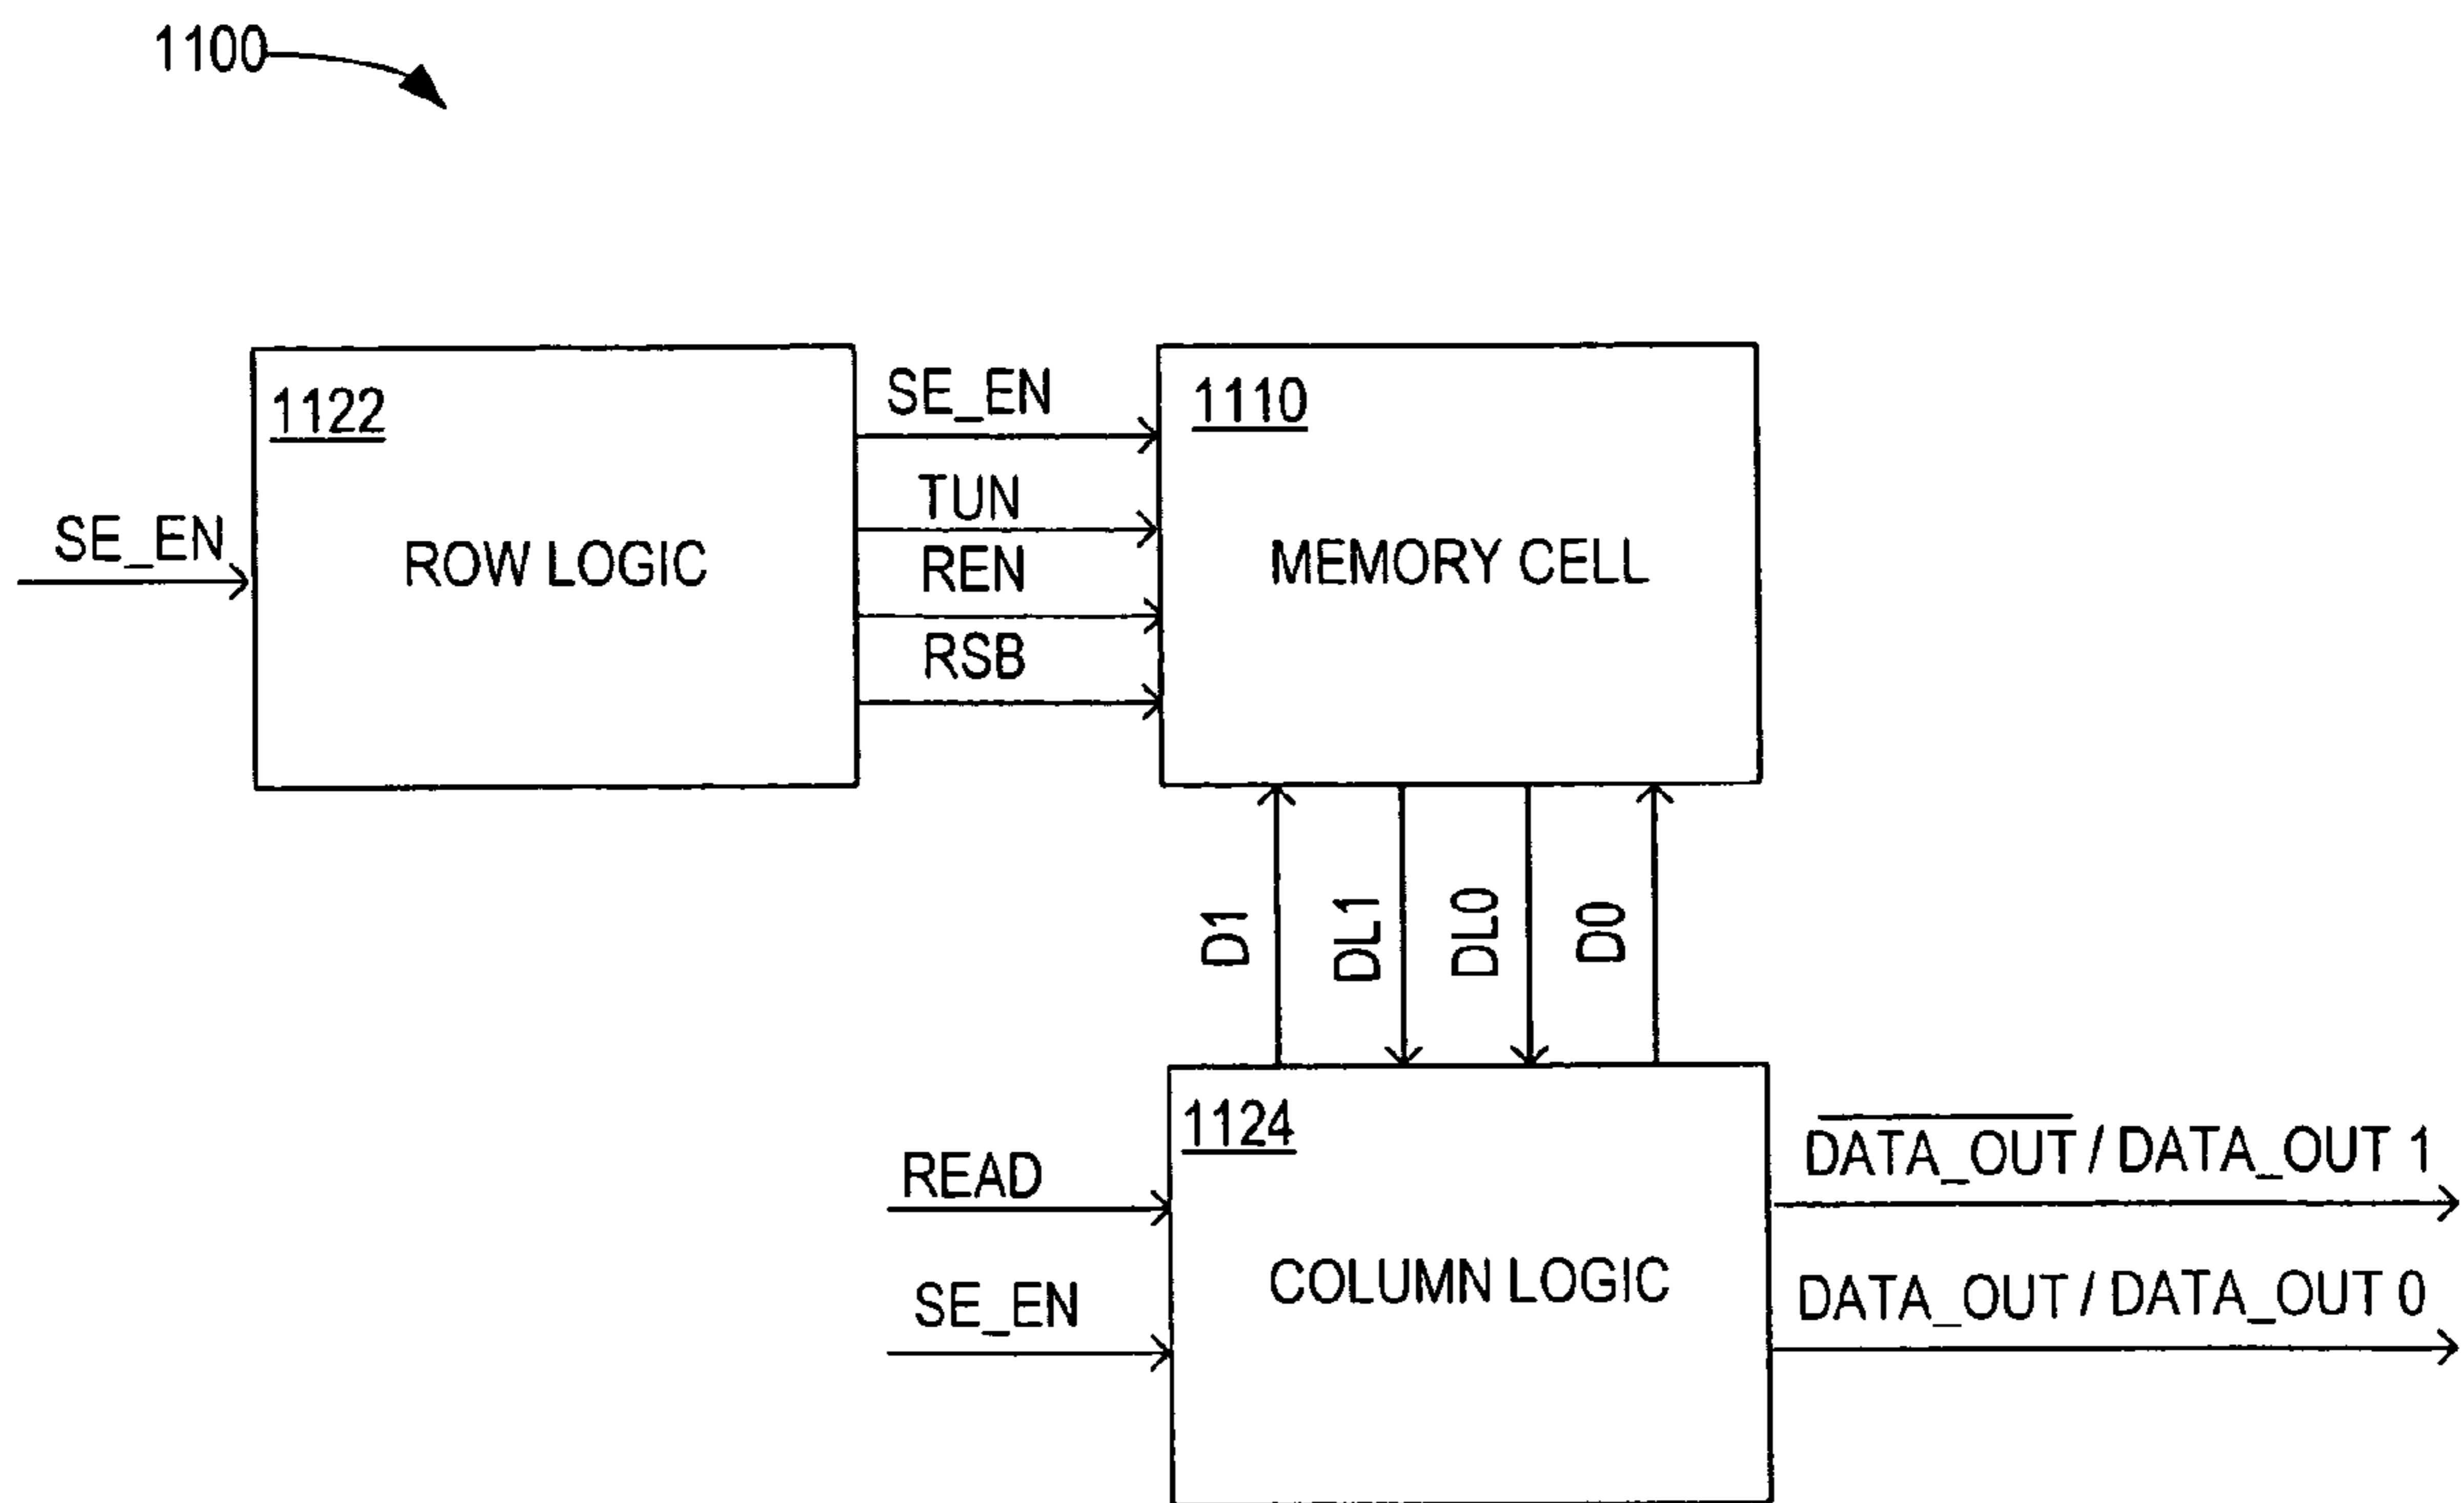 1100
1122
ROW LOGIC
SE_EN
SE_EN
TUN
REN
RSB
1110
MEMORY CELL
D1
DL1
DL0
D0
1124
COLUMN LOGIC
READ
SE_EN
DATA_OUT / DATA_OUT 1
DATA_OUT / DATA_OUT 0